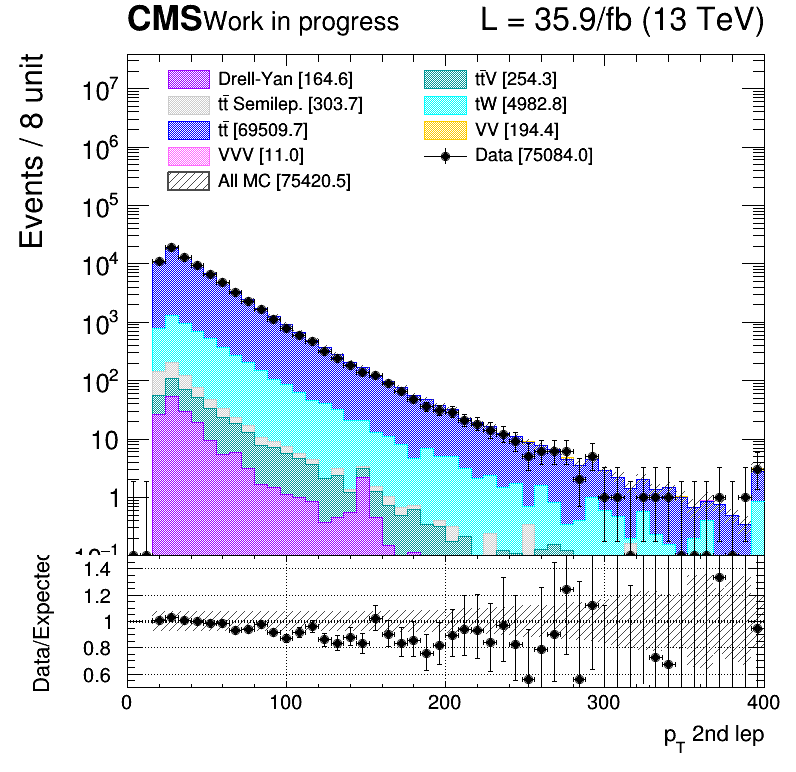 CMS Work in progress L = 35.9/fb (13 TeV)
Events / 8 unit
Drell-Yan [164.6]
tt̄ Semilep. [303.7]
tt̄ [69509.7]
VVV [11.0]
All MC [75420.5]
tt̄V [254.3]
tW [4982.8]
VV [194.4]
Data [75084.0]
10⁷
10⁶
10⁵
10⁴
10³
10²
10
1
10⁻¹
Data/Expected
1.4
1.2
1
0.8
0.6
0 100 200 300 400
p_T 2nd lep